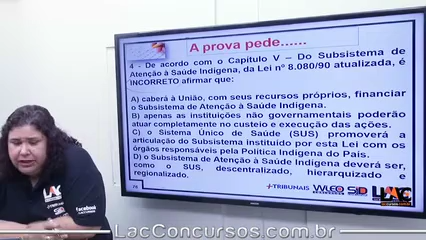 A prova pede......
4 - De acordo com o Capítulo V – Do Subsistema de
Atenção à Saúde Indígena, da Lei nº 8.080/90 atualizada, é
INCORRETO afirmar que:
A) caberá à União, com seus recursos próprios, financiar
o Subsistema de Atenção à Saúde Indígena.
B) apenas as instituições não governamentais poderão
atuar completamente no custeio e execução das ações.
C) o Sistema Único de Saúde (SUS) promoverá a
articulação do Subsistema instituído por esta Lei com os
órgãos responsáveis pela Política Indígena do País.
D) o Subsistema de Atenção à Saúde Indígena deverá ser,
como o SUS, descentralizado, hierarquizado e
regionalizado.
+TRIBUNAIS
LAC
facebook
LacConcursos.com.br